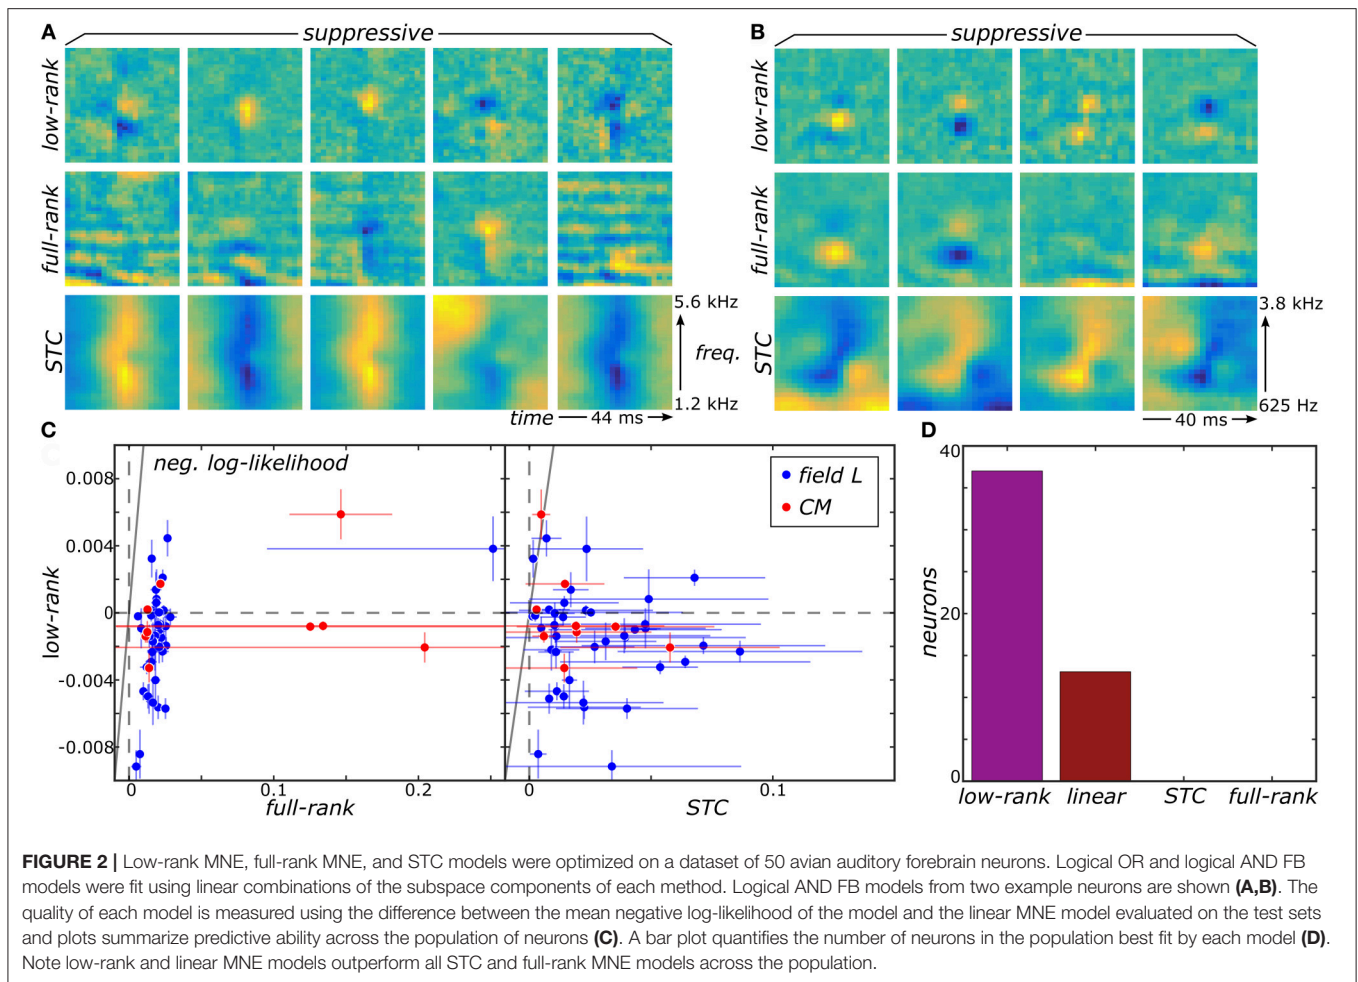 A
suppressive
B
suppressive
low-rank
low-rank
full-rank
full-rank
STC
5.6 kHz
freq.
1.2 kHz
time
44 ms
STC
3.8 kHz
625 Hz
40 ms
C
neg. log-likelihood
0.008
0.004
0
-0.004
-0.008
low-rank
0
0.1
0.2
full-rank
field L
CM
0
0.1
STC
D
40
20
0
neurons
low-rank
linear
STC
full-rank
FIGURE 2 | Low-rank MNE, full-rank MNE, and STC models were optimized on a dataset of 50 avian auditory forebrain neurons. Logical OR and logical AND FB
models were fit using linear combinations of the subspace components of each method. Logical AND FB models from two example neurons are shown (A,B). The
quality of each model is measured using the difference between the mean negative log-likelihood of the model and the linear MNE model evaluated on the test sets
and plots summarize predictive ability across the population of neurons (C). A bar plot quantifies the number of neurons in the population best fit by each model (D).
Note low-rank and linear MNE models outperform all STC and full-rank MNE models across the population.